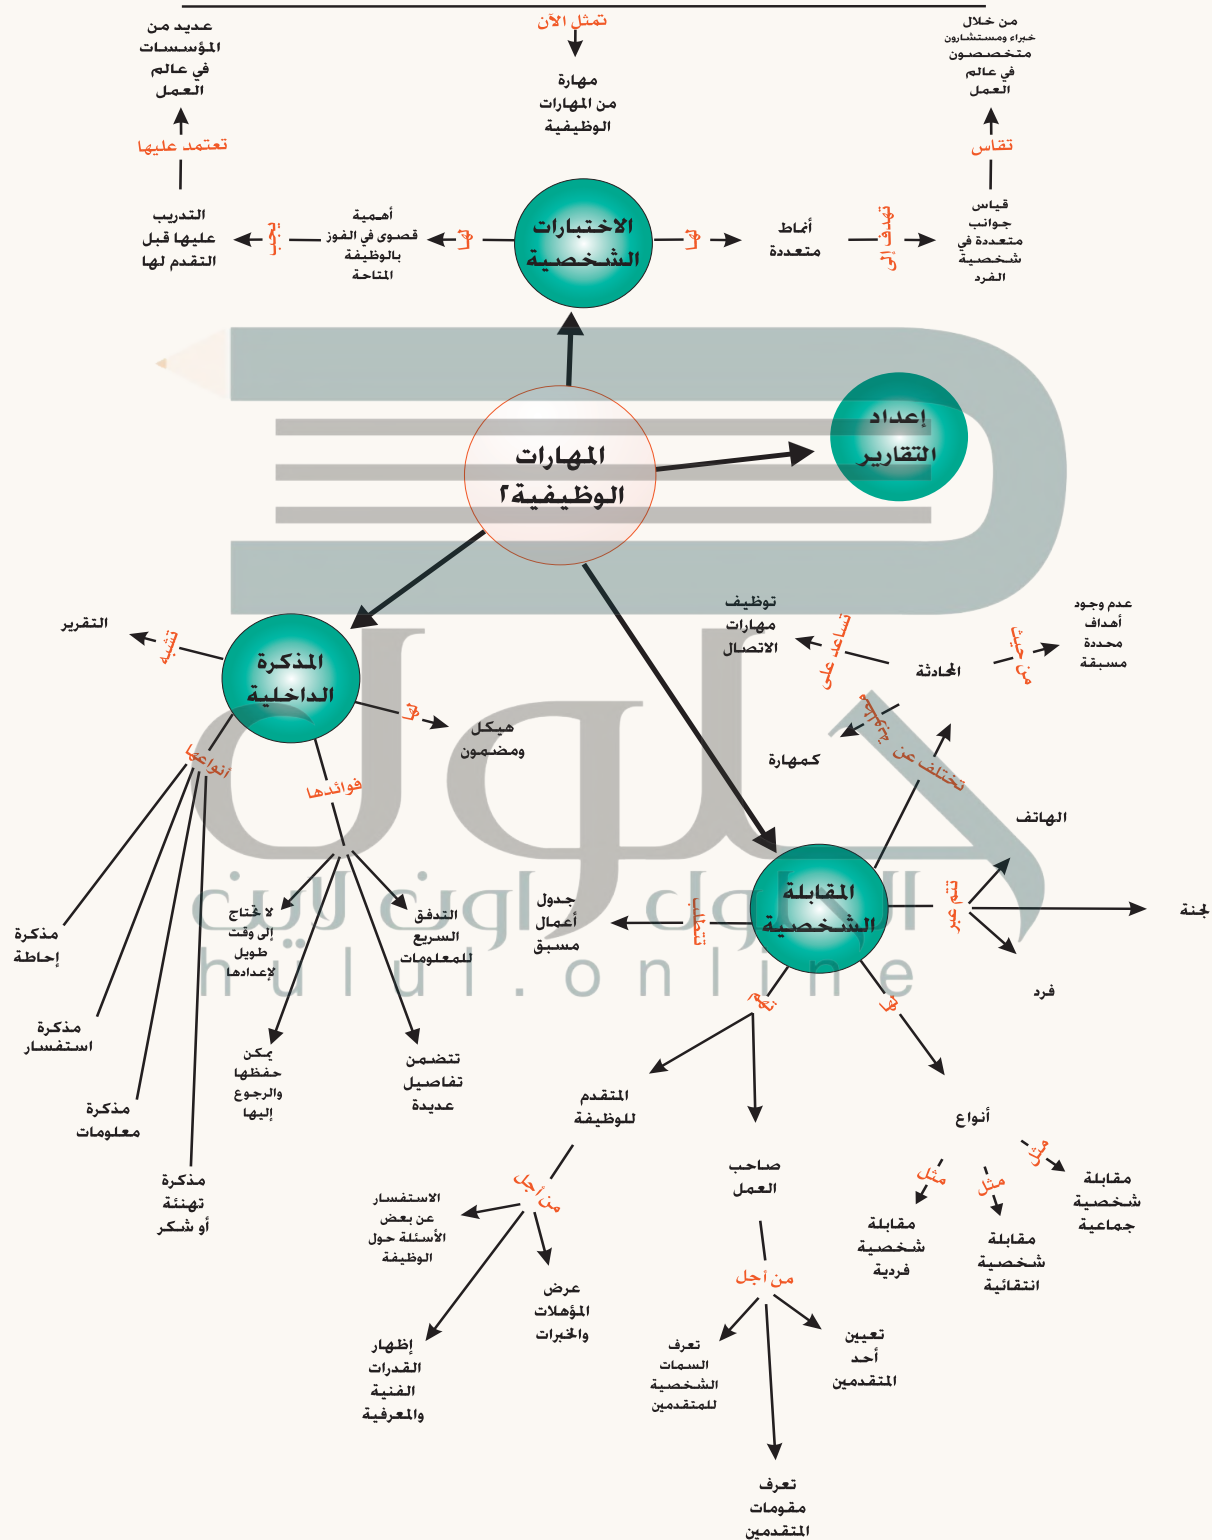 تمثل الآن
مهارة
من المهارات
الوظيفية
من خلال
خبراء ومستشارون
متخصصون
في عالم
العمل
تقاس
قياس
جوانب
متعددة في
شخصية
الفرد
تهدف إلى
أنماط
متعددة
لها
الاختبارات
الشخصية
لها
أهمية
قصوى في الفوز
بالوظيفة
المتاحة
يجب
التدريب
عليها قبل
التقدم لها
تعتمد عليها
عديد من
المؤسسات
في عالم
العمل
إعداد
التقارير
المهارات
الوظيفية٢
عدم وجود
أهداف
محددة
مسبقة
من حيث
المحادثة
تساعد على
توظيف
مهارات
الاتصال
مطلوبة
كمهارة
تختلف عن
المذكرة
الداخلية
تشبه
التقرير
لها
هيكل
ومضمون
أنواعها
فوائدها
مذكرة
إحاطة
مذكرة
استفسار
مذكرة
معلومات
مذكرة
تهنئة
أو شكر
التدفق
السريع
للمعلومات
لا تحتاج
إلى وقت
طويل
لإعدادها
يمكن
حفظها
والرجوع
إليها
تتضمن
تفاصيل
عديدة
المقابلة
الشخصية
تتم عبر
الهاتف
لجنة
فرد
تتطلب
جدول
أعمال
مسبق
لها
أنواع
مثل
مقابلة
شخصية
جماعية
مثل
مقابلة
شخصية
انتقائية
مثل
مقابلة
شخصية
فردية
تهم
صاحب
العمل
من أجل
تعيين
أحد
المتقدمين
تعرف
مقومات
المتقدمين
تعرف
السمات
الشخصية
للمتقدمين
المتقدم
للوظيفة
من أجل
عرض
المؤهلات
والخبرات
الاستفسار
عن بعض
الأسئلة حول
الوظيفة
إظهار
القدرات
الفنية
والمعرفية
حلول
الحلول اون لاين
hülul.online